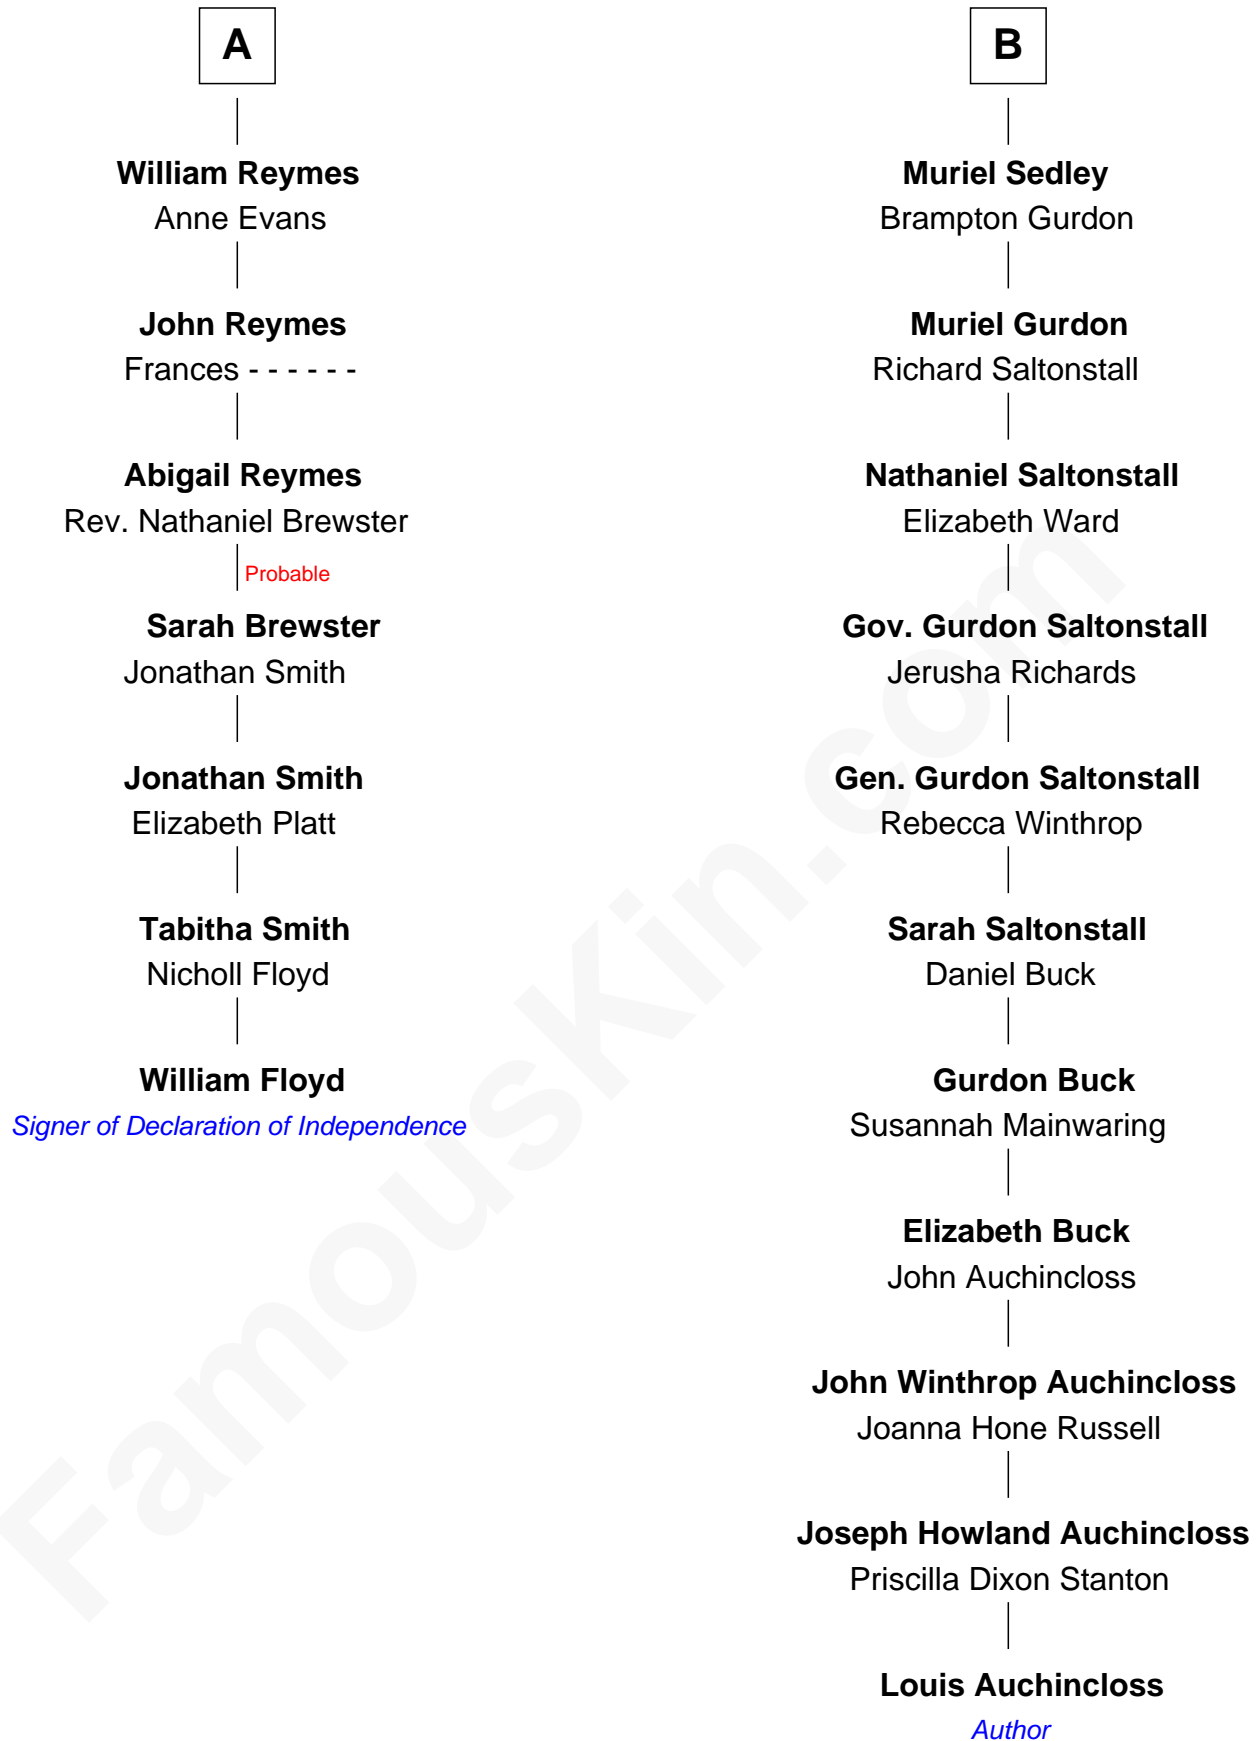 A
William Reymes
Anne Evans
John Reymes
Frances - - - - - -
Abigail Reymes
Rev. Nathaniel Brewster
Probable
Sarah Brewster
Jonathan Smith
Jonathan Smith
Elizabeth Platt
Tabitha Smith
Nicholl Floyd
William Floyd
Signer of Declaration of Independence
B
Muriel Sedley
Brampton Gurdon
Muriel Gurdon
Richard Saltonstall
Nathaniel Saltonstall
Elizabeth Ward
Gov. Gurdon Saltonstall
Jerusha Richards
Gen. Gurdon Saltonstall
Rebecca Winthrop
Sarah Saltonstall
Daniel Buck
Gurdon Buck
Susannah Mainwaring
Elizabeth Buck
John Auchincloss
John Winthrop Auchincloss
Joanna Hone Russell
Joseph Howland Auchincloss
Priscilla Dixon Stanton
Louis Auchincloss
Author
FamousKin.com